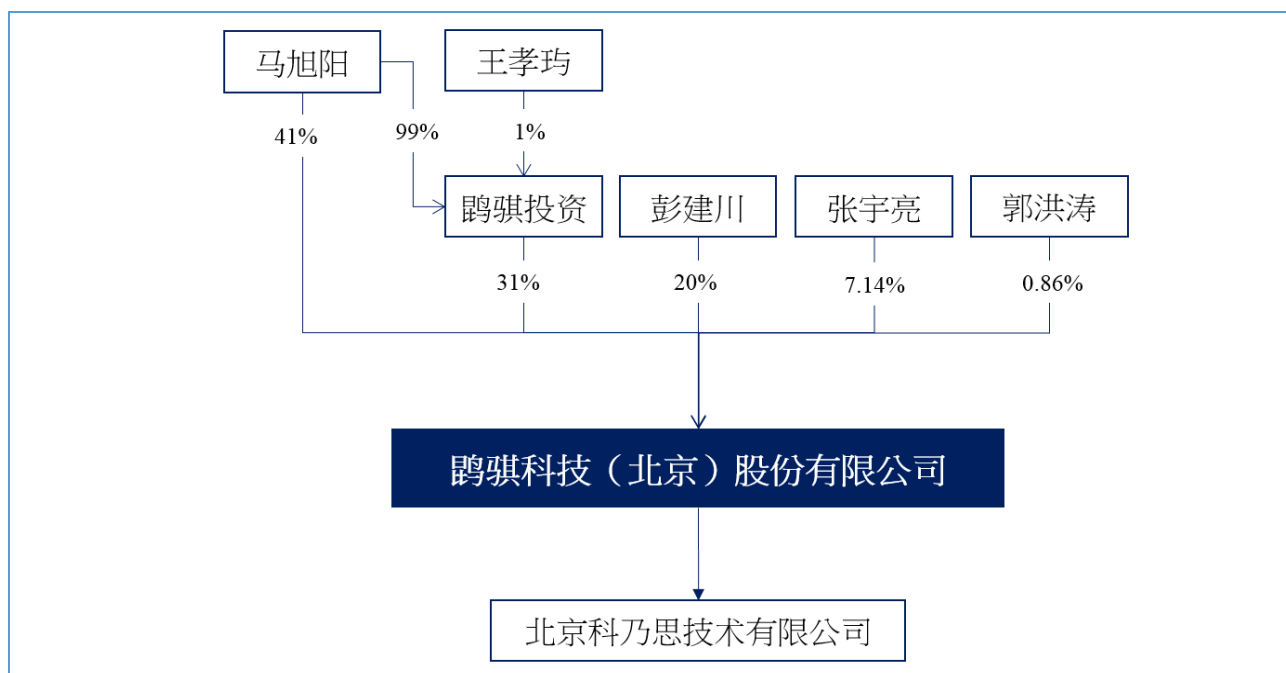 马旭阳
王孝玙
41%
99%
1%
鹍骐投资
彭建川
张宇亮
郭洪涛
31%
20%
7.14%
0.86%
鹍骐科技（北京）股份有限公司
北京科乃思技术有限公司